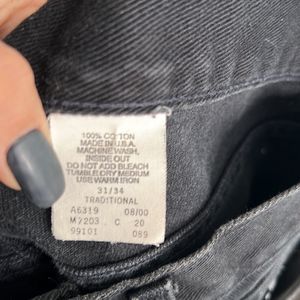 100% COTTON
MADE IN U.S.A.
MACHINE WASH,
INSIDE OUT
DO NOT ADD BLEACH
TUMBLE DRY MEDIUM
USE WARM IRON
31/34
TRADITIONAL
A6319 08/00
M 2203 C 20
99101 089